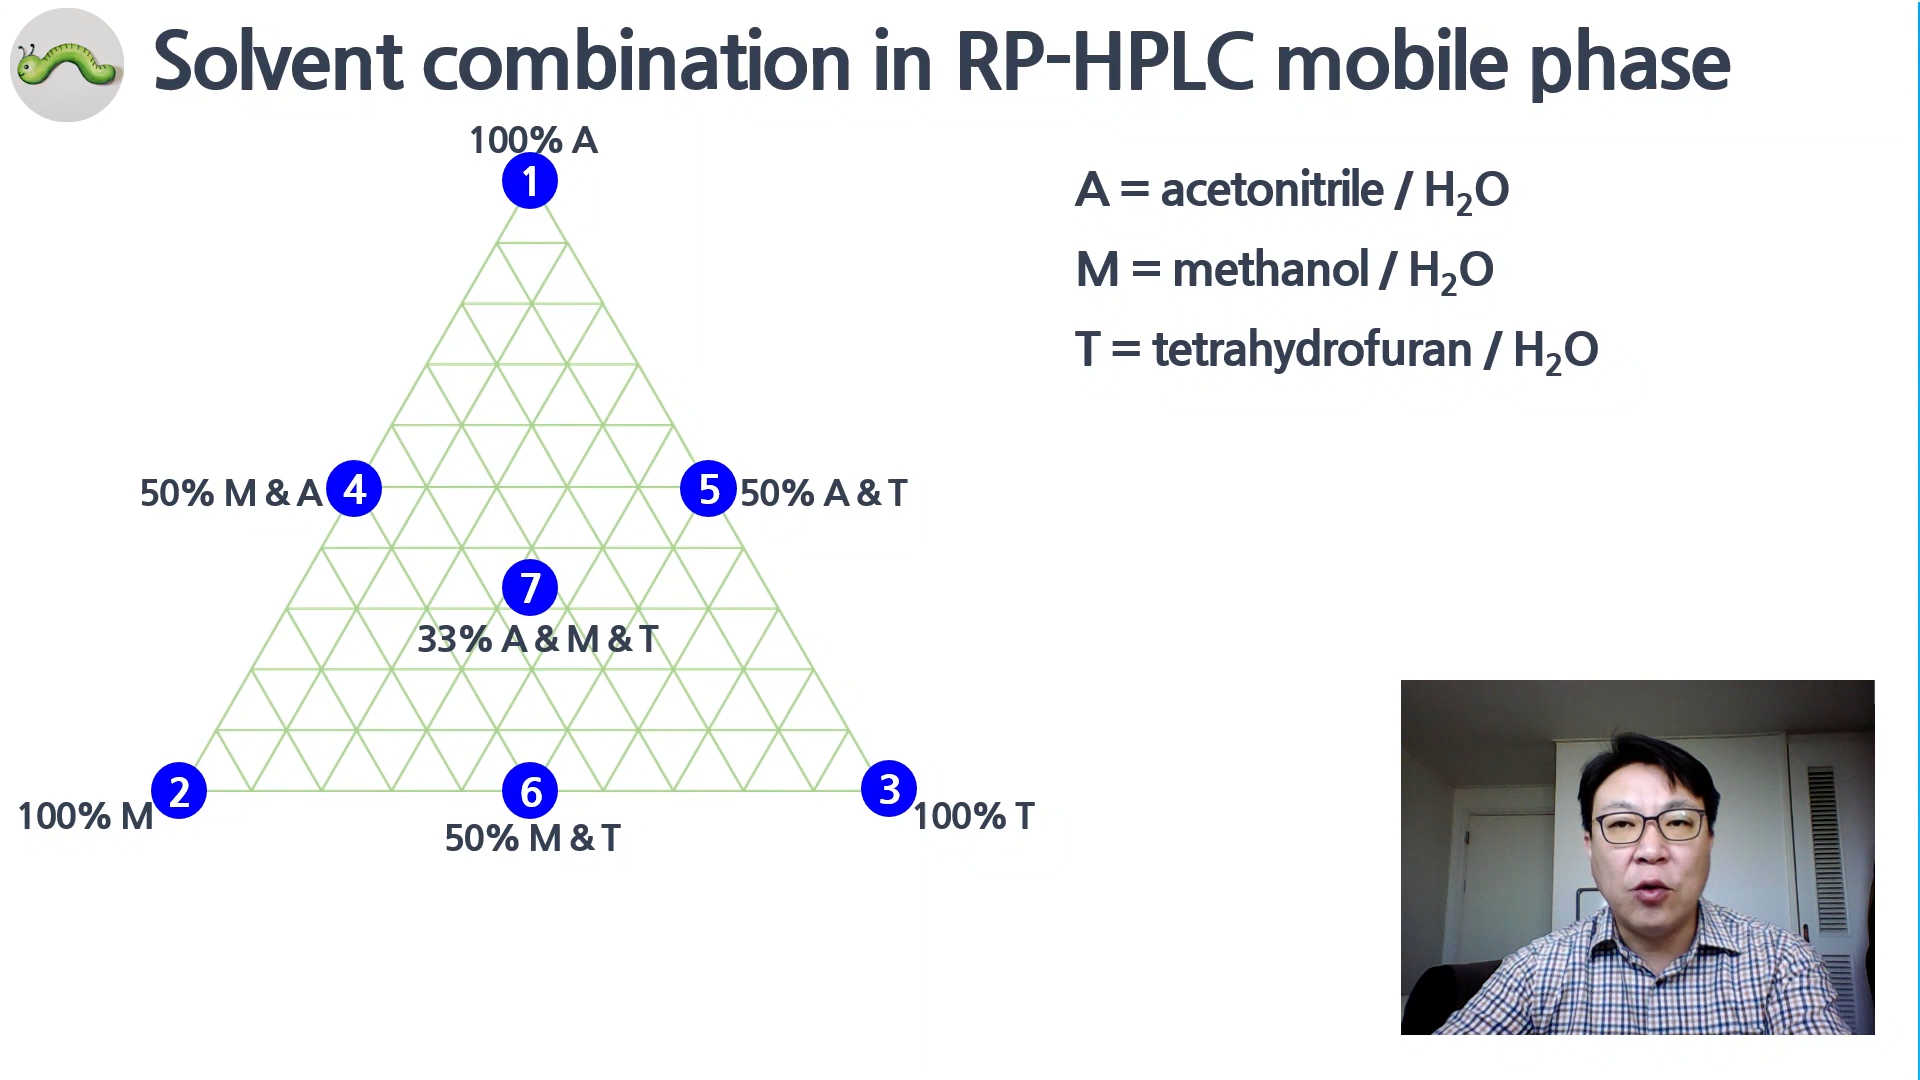 Solvent combination in RP-HPLC mobile phase
100% A
1
A = acetonitrile / H₂O
M = methanol / H₂O
T = tetrahydrofuran / H₂O
50% M & A 4
5 50% A & T
7
33% A & M & T
2
6
3
100% M
50% M & T
100% T